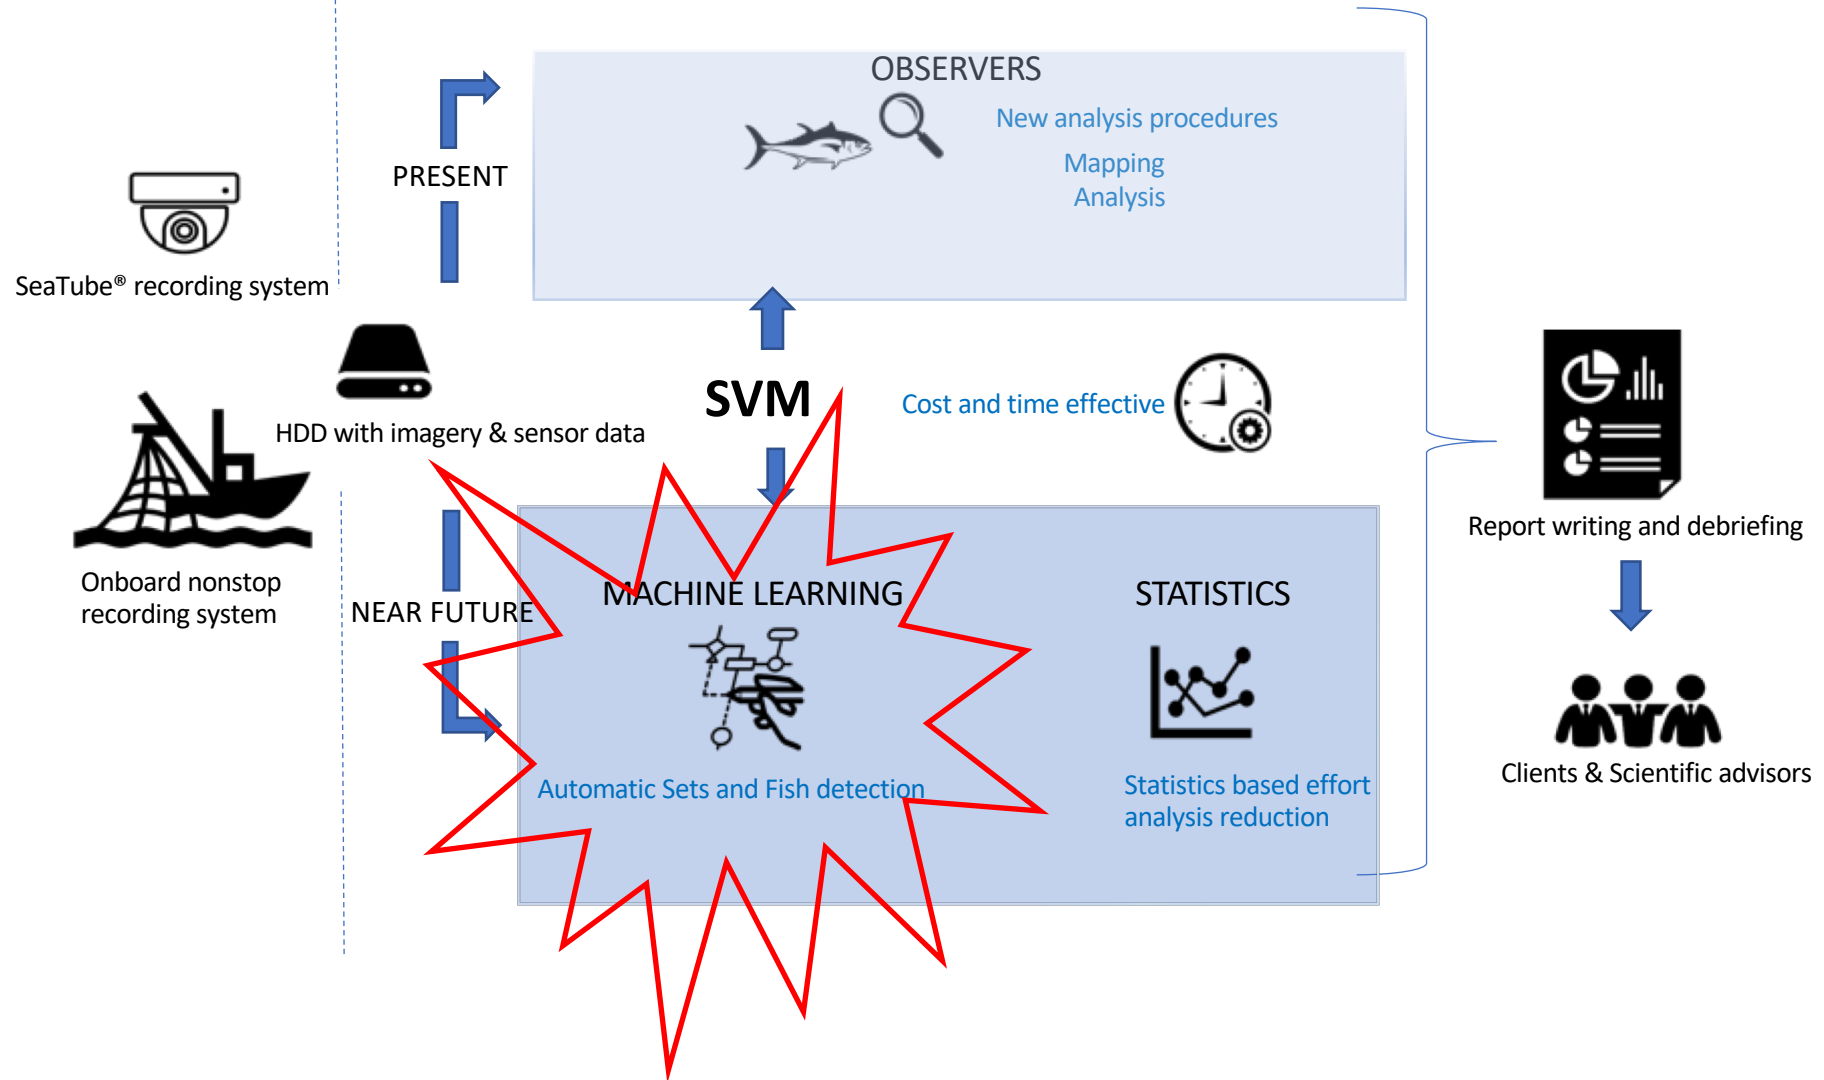 OBSERVERS
New analysis procedures
Mapping
Analysis
PRESENT
SeaTube® recording system
SVM
Cost and time effective
HDD with imagery & sensor data
Onboard nonstop
recording system
NEAR FUTURE
MACHINE LEARNING
Automatic Sets and Fish detection
STATISTICS
Statistics based effort
analysis reduction
Report writing and debriefing
Clients & Scientific advisors